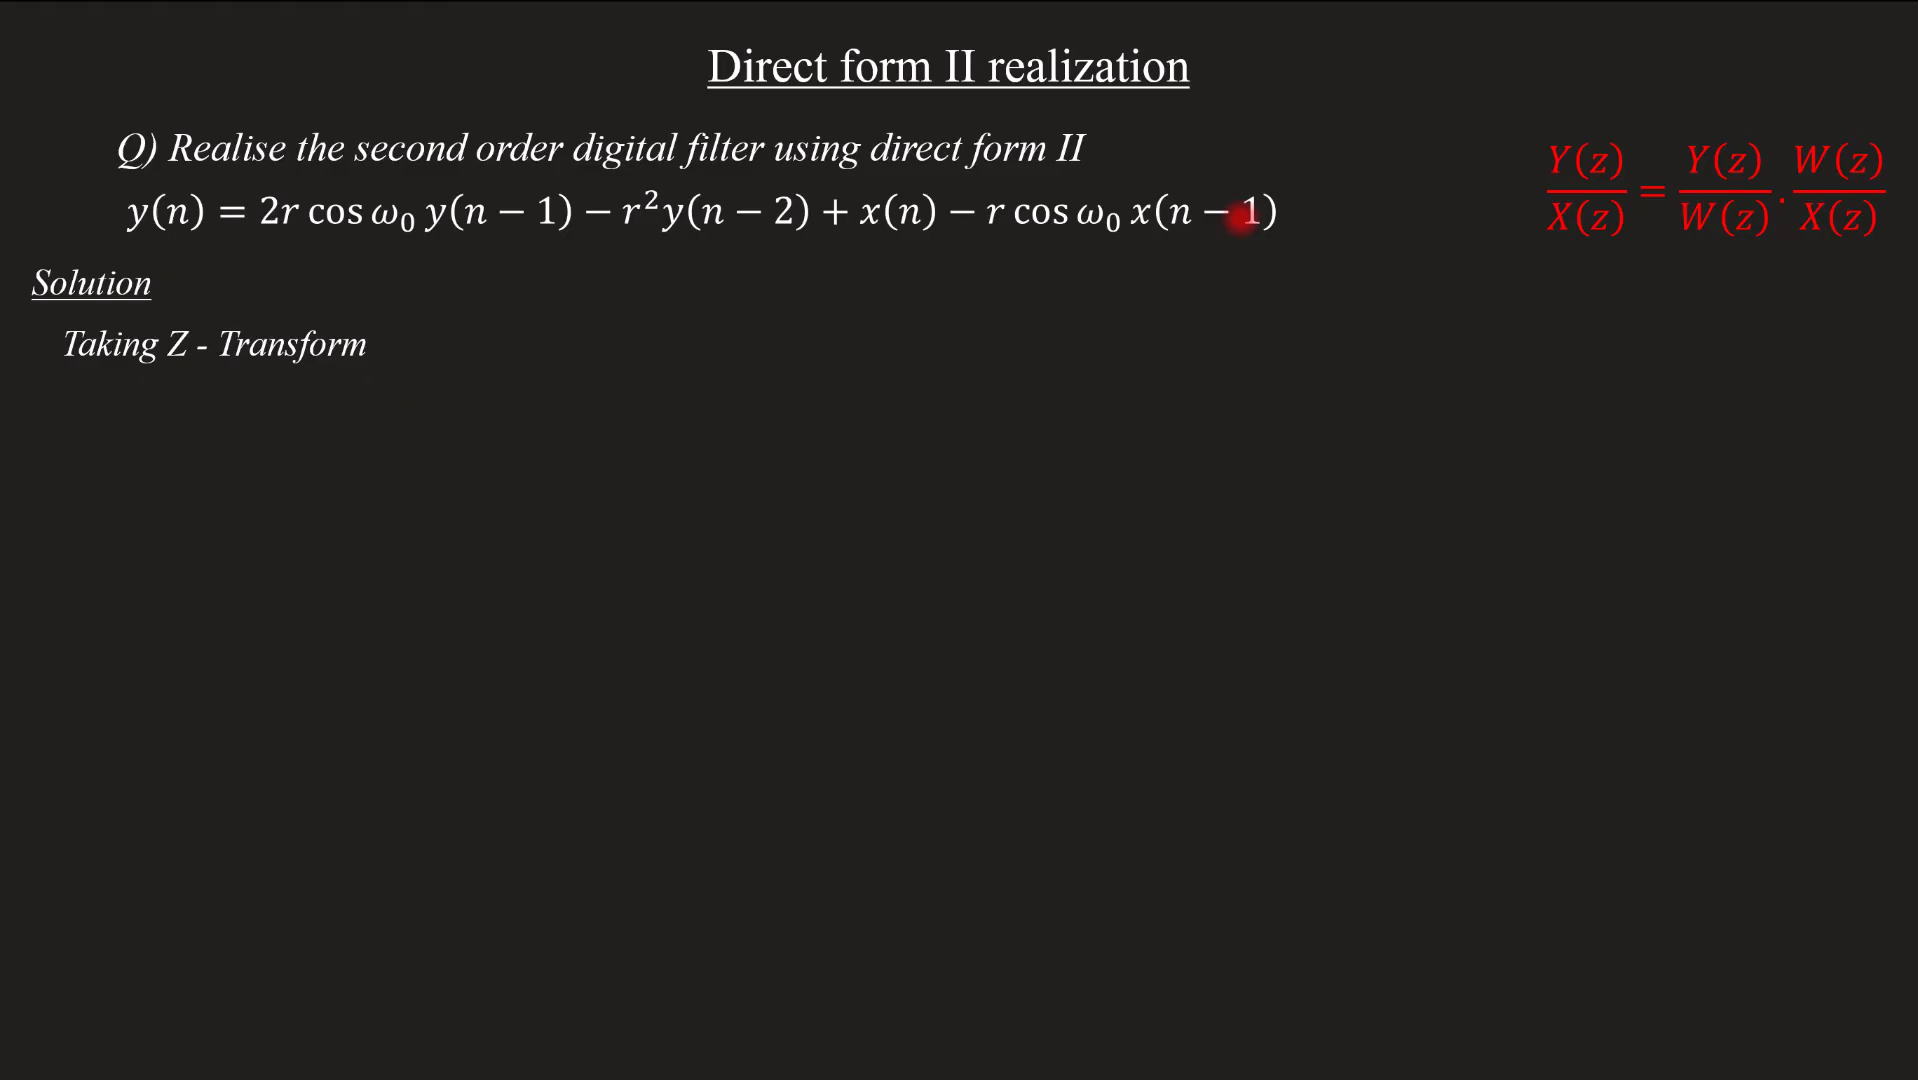 Direct form II realization
Q) Realise the second order digital filter using direct form II
y(n) = 2r cos ω₀ y(n − 1) − r²y(n − 2) + x(n) − r cos ω₀ x(n − 1)
Y(z)/X(z) = Y(z)/W(z) . W(z)/X(z)
Solution
Taking Z - Transform